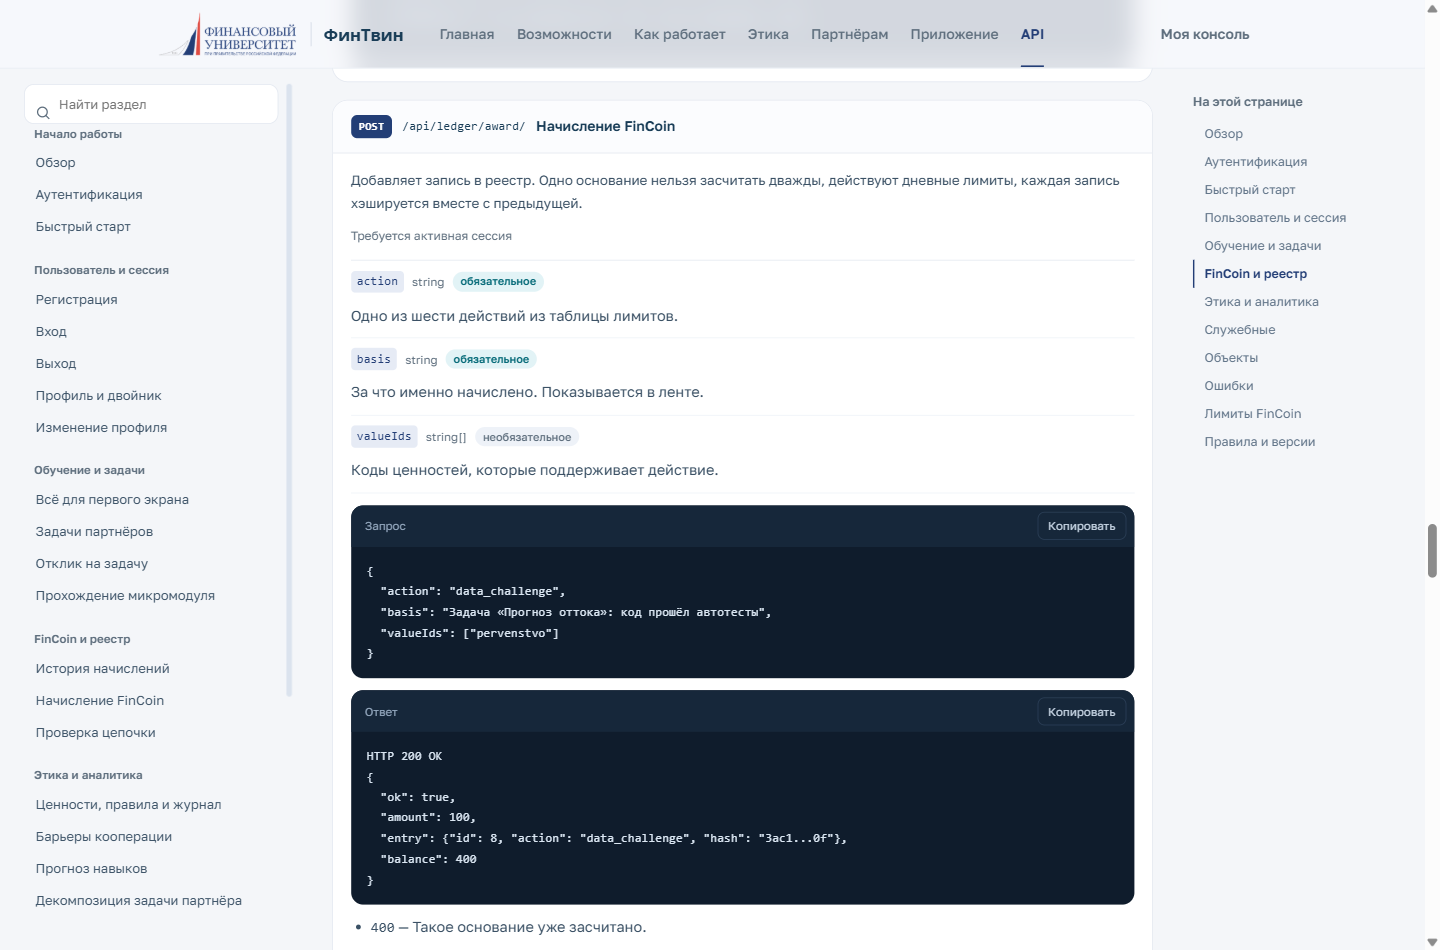 ФИНАНСОВЫЙ
УНИВЕРСИТЕТ
ФинТвин
Главная
Возможности
Как работает
Этика
Партнёрам
Приложение
API
Моя консоль
Найти раздел
Начало работы
Обзор
Аутентификация
Быстрый старт
Пользователь и сессия
Регистрация
Вход
Выход
Профиль и двойник
Изменение профиля
Обучение и задачи
Всё для первого экрана
Задачи партнёров
Отклик на задачу
Прохождение микромодуля
FinCoin и реестр
История начислений
Начисление FinCoin
Проверка цепочки
Этика и аналитика
Ценности, правила и журнал
Барьеры кооперации
Прогноз навыков
Декомпозиция задачи партнёра
POST /api/ledger/award/ Начисление FinCoin
Добавляет запись в реестр. Одно основание нельзя засчитать дважды, действуют дневные лимиты, каждая запись
хэшируется вместе с предыдущей.
Требуется активная сессия
action string обязательное
Одно из шести действий из таблицы лимитов.
basis string обязательное
За что именно начислено. Показывается в ленте.
valueIds string[] необязательное
Коды ценностей, которые поддерживает действие.
Запрос
Копировать
{
"action": "data_challenge",
"basis": "Задача «Прогноз оттока»: код прошёл автотесты",
"valueIds": ["pervenstvo"]
}
Ответ
Копировать
HTTP 200 OK
{
"ok": true,
"amount": 100,
"entry": {"id": 8, "action": "data_challenge", "hash": "3ac1...0f"},
"balance": 400
}
• 400 — Такое основание уже засчитано.
На этой странице
Обзор
Аутентификация
Быстрый старт
Пользователь и сессия
Обучение и задачи
FinCoin и реестр
Этика и аналитика
Служебные
Объекты
Ошибки
Лимиты FinCoin
Правила и версии